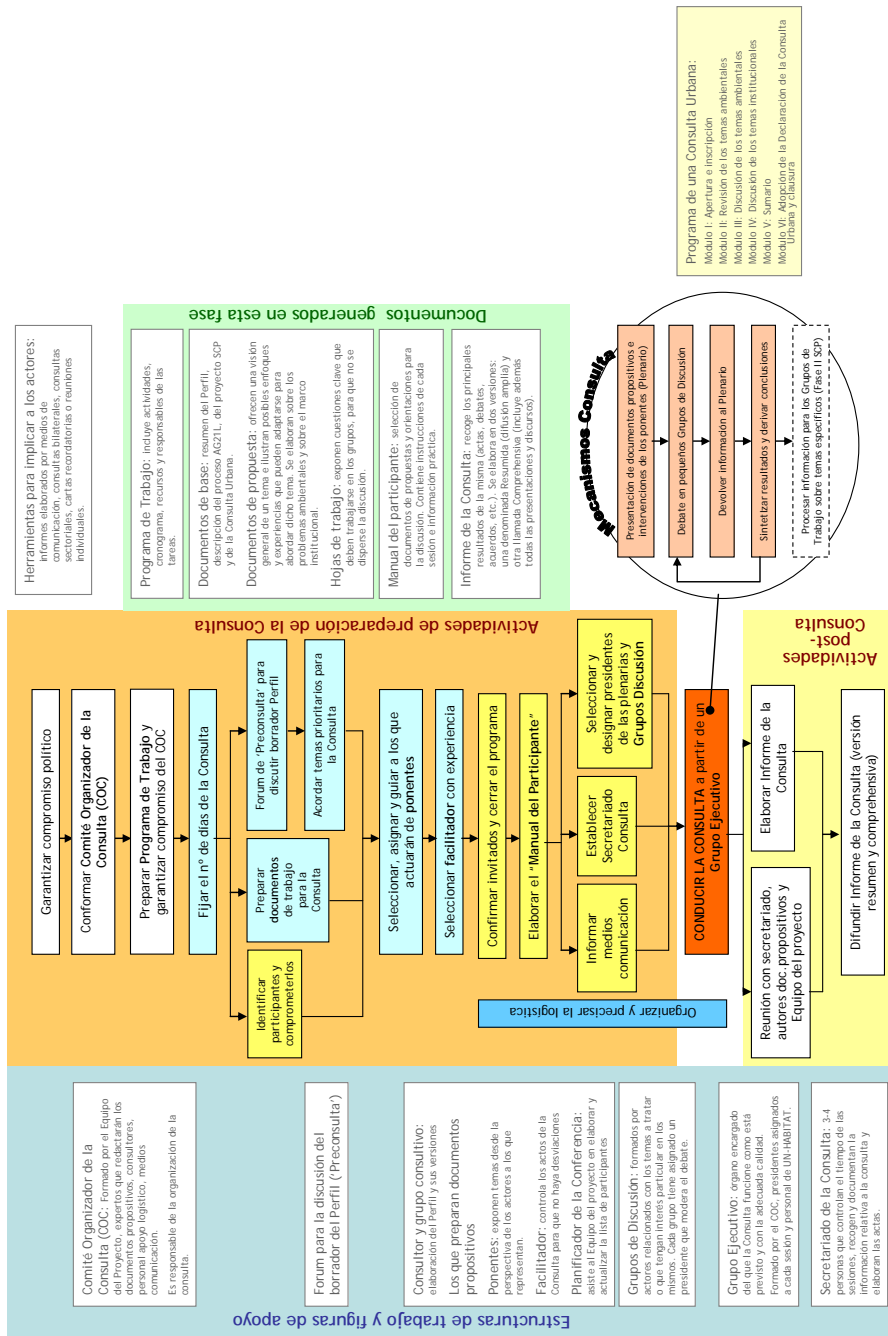 Estructuras de trabajo y figuras de apoyo
Comité Organizador de la
Consulta (COC: Formado por el Equipo
del Proyecto, expertos que redactarán los
documentos propositivos, consultores,
personal apoyo logístico, medios
comunicación.
Es responsable de la organización de la
consulta.
Forum para la discusión del
borrador del Perfil ('Preconsulta')
Consultor y grupo consultivo:
elaboración del Perfil y sus versiones
Los que preparan documentos
propositivos
Ponentes: exponen temas desde la
perspectiva de los actores a los que
representan.
Facilitador: controla los actos de la
Consulta para que no haya desviaciones
Planificador de la Conferencia:
asiste al Equipo del proyecto en elaborar y
actualizar la lista de participantes
Grupos de Discusión: formados por
actores relacionados con los temas a tratar
o que tengan interés particular en los
mismos. Cada grupo tiene asignado un
presidente que modera el debate.
Grupo Ejecutivo: órgano encargado
del que la Consulta funcione como está
previsto y con la adecuada calidad.
Formado por el COC, presidentes asignados
a cada sesión y personal de UN-HABITAT.
Secretariado de la Consulta: 3-4
personas que controlan el tiempo de las
sesiones, recogen y documentan la
información relativa a la consulta y
elaboran las actas.
Actividades de preparación de la Consulta
Garantizar compromiso político
Conformar Comité Organizador de la
Consulta (COC)
Preparar Programa de Trabajo y
garantizar compromiso del COC
Fijar el nº de días de la Consulta
Identificar
participantes y
comprometerlos
Preparar
documentos
de trabajo
para la
Consulta
Forum de 'Preconsulta' para
discutir borrador Perfil
Acordar temas prioritarios para
la Consulta
Seleccionar, asignar y guiar a los que
actuarán de ponentes
Seleccionar facilitador con experiencia
Confirmar invitados y cerrar el programa
Elaborar el "Manual del Participante"
Informar
medios
comunicación
Establecer
Secretariado
Consulta
Seleccionar y
designar presidentes
de las plenarias y
Grupos Discusión
Organizar y precisar la logística
CONDUCIR LA CONSULTA a partir de un
Grupo Ejecutivo
Actividades
post-
Consulta
Reunión con secretariado,
autores doc. propositivos y
Equipo del proyecto
Elaborar Informe de la
Consulta
Difundir Informe de la Consulta (versión
resumen y comprehensiva)
Herramientas para implicar a los actores:
informes elaborados por medios de
comunicación, consultas bilaterales, consultas
sectoriales, cartas recordatorias o reuniones
individuales.
Documentos generados en esta fase
Programa de Trabajo: incluye actividades,
cronograma, recursos y responsables de las
tareas.
Documentos de base: resumen del Perfil,
descripción del proceso AG21L, del proyecto SCP
y de la Consulta Urbana.
Documentos de propuesta: ofrecen una visión
general de un tema e ilustran posibles enfoques
y experiencias que pueden adaptarse para
abordar dicho tema. Se elaboran sobre los
problemas ambientales y sobre el marco
institucional.
Hojas de trabajo: exponen cuestiones clave que
deben trabajarse en los grupos, para que no se
disperse la discusión.
Manual del participante: selección de
documentos de propuestas y orientaciones para
la discusión. Contiene instrucciones de cada
sesión e información práctica.
Informe de la Consulta: recoge los principales
resultados de la misma (actas, debates,
acuerdos, etc.). Se elabora en dos versiones:
una denominada Resumida (difusión amplia) y
otra llamada Comprehensiva (incluye además
todas las presentaciones y discursos).
Mecanismos Consulta
Presentación de documentos propositivos e
intervenciones de los ponentes (Plenario)
Debate en pequeños Grupos de Discusión
Devolver información al Plenario
Sintetizar resultados y derivar conclusiones
Procesar información para los Grupos de
Trabajo sobre temas específicos (Fase II SCP)
Programa de una Consulta Urbana:
Módulo I: Apertura e inscripción
Módulo II: Revisión de los temas ambientales
Módulo III: Discusión de los temas ambientales
Módulo IV: Discusión de los temas institucionales
Módulo V: Sumario
Módulo VI: Adopción de la Declaración de la Consulta
Urbana y clausura